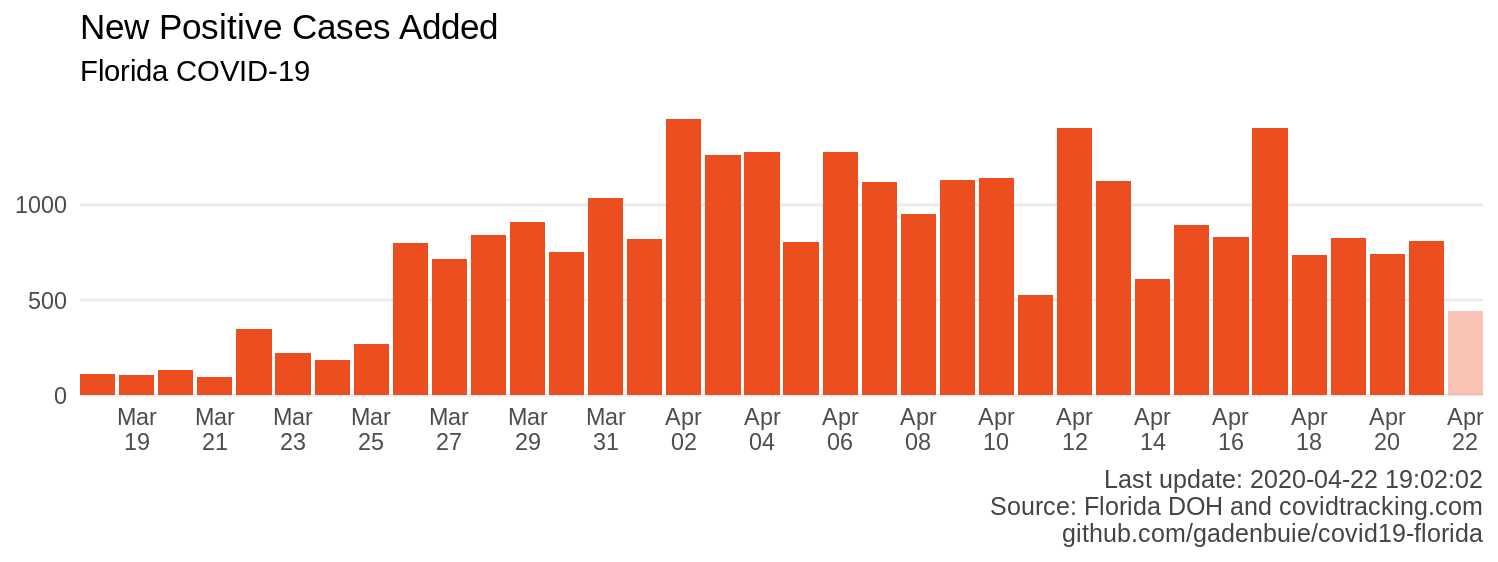 New Positive Cases Added
Florida COVID-19
1000
500
0
Mar Mar Mar Mar Mar Mar Mar Apr Apr Apr Apr Apr Apr Apr Apr Apr Apr Apr
19 21 23 25 27 29 31 02 04 06 08 10 12 14 16 18 20 22
Last update: 2020-04-22 19:02:02
Source: Florida DOH and covidtracking.com
github.com/gadenbuie/covid19-florida